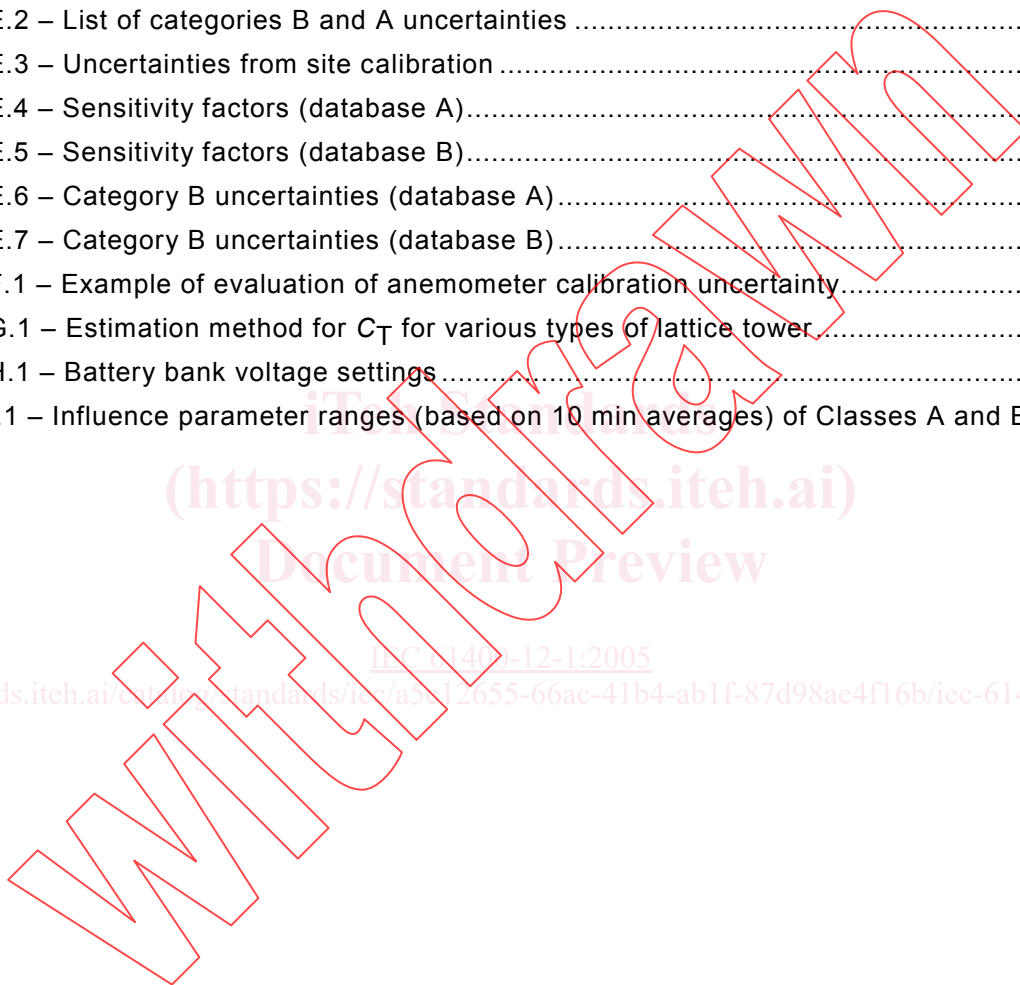 E.2 – List of categories B and A uncertainties ..............................................................
E.3 – Uncertainties from site calibration ..............................................................
E.4 – Sensitivity factors (database A)..............................................................
E.5 – Sensitivity factors (database B)..............................................................
E.6 – Category B uncertainties (database A)..............................................................
E.7 – Category B uncertainties (database B)..............................................................
F.1 – Example of evaluation of anemometer calibration uncertainty......................
G.1 – Estimation method for CT for various types of lattice tower.........................
H.1 – Battery bank voltage settings..............................................................
.1 – Influence parameter ranges (based on 10 min averages) of Classes A and B
iTeh Standards
(https://standards.iteh.ai)
Document Preview
IEC 61400-12-1:2005
ds.iteh.ai/catalog/standards/iec/a5c12655-66ac-41b4-ab1f-87d98ae4f16b/iec-614
withdrawn